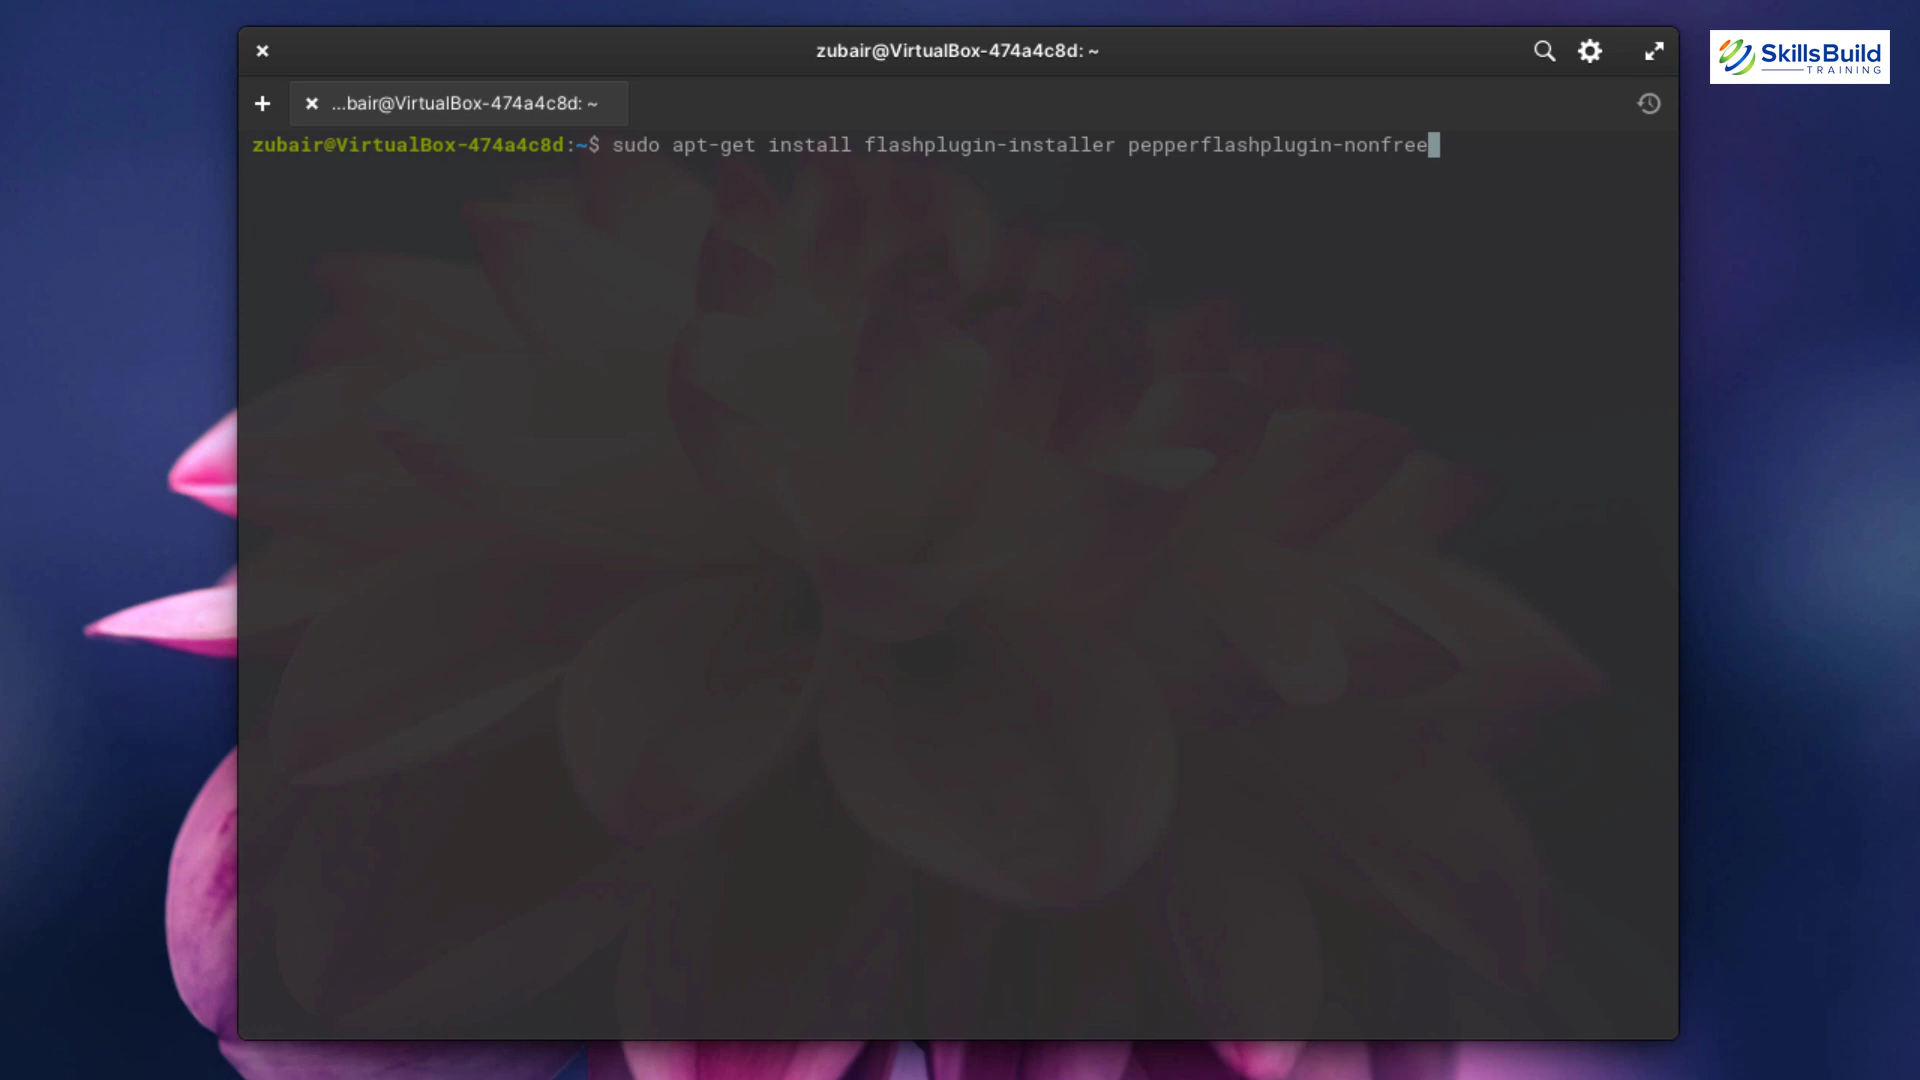 zubair@VirtualBox-474a4c8d: ~
SkillsBuild
TRAINING
...bair@VirtualBox-474a4c8d: ~
zubair@VirtualBox-474a4c8d:~$ sudo apt-get install flashplugin-installer pepperflashplugin-nonfree